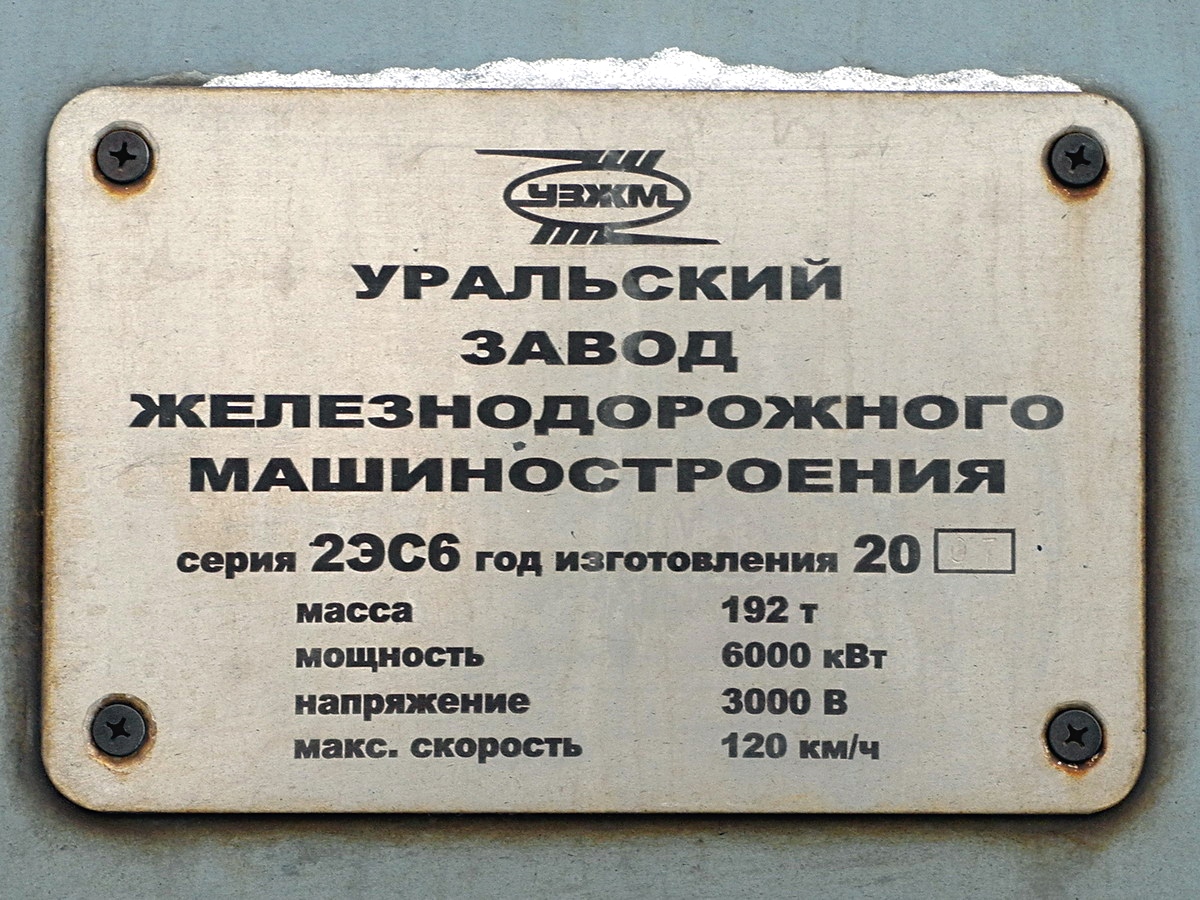 УЗЖМ
УРАЛЬСКИЙ
ЗАВОД
ЖЕЛЕЗНОДОРОЖНОГО
МАШИНОСТРОЕНИЯ
серия 2ЭС6 год изготовления 20
масса 192 т
мощность 6000 кВт
напряжение 3000 В
макс. скорость 120 км/ч